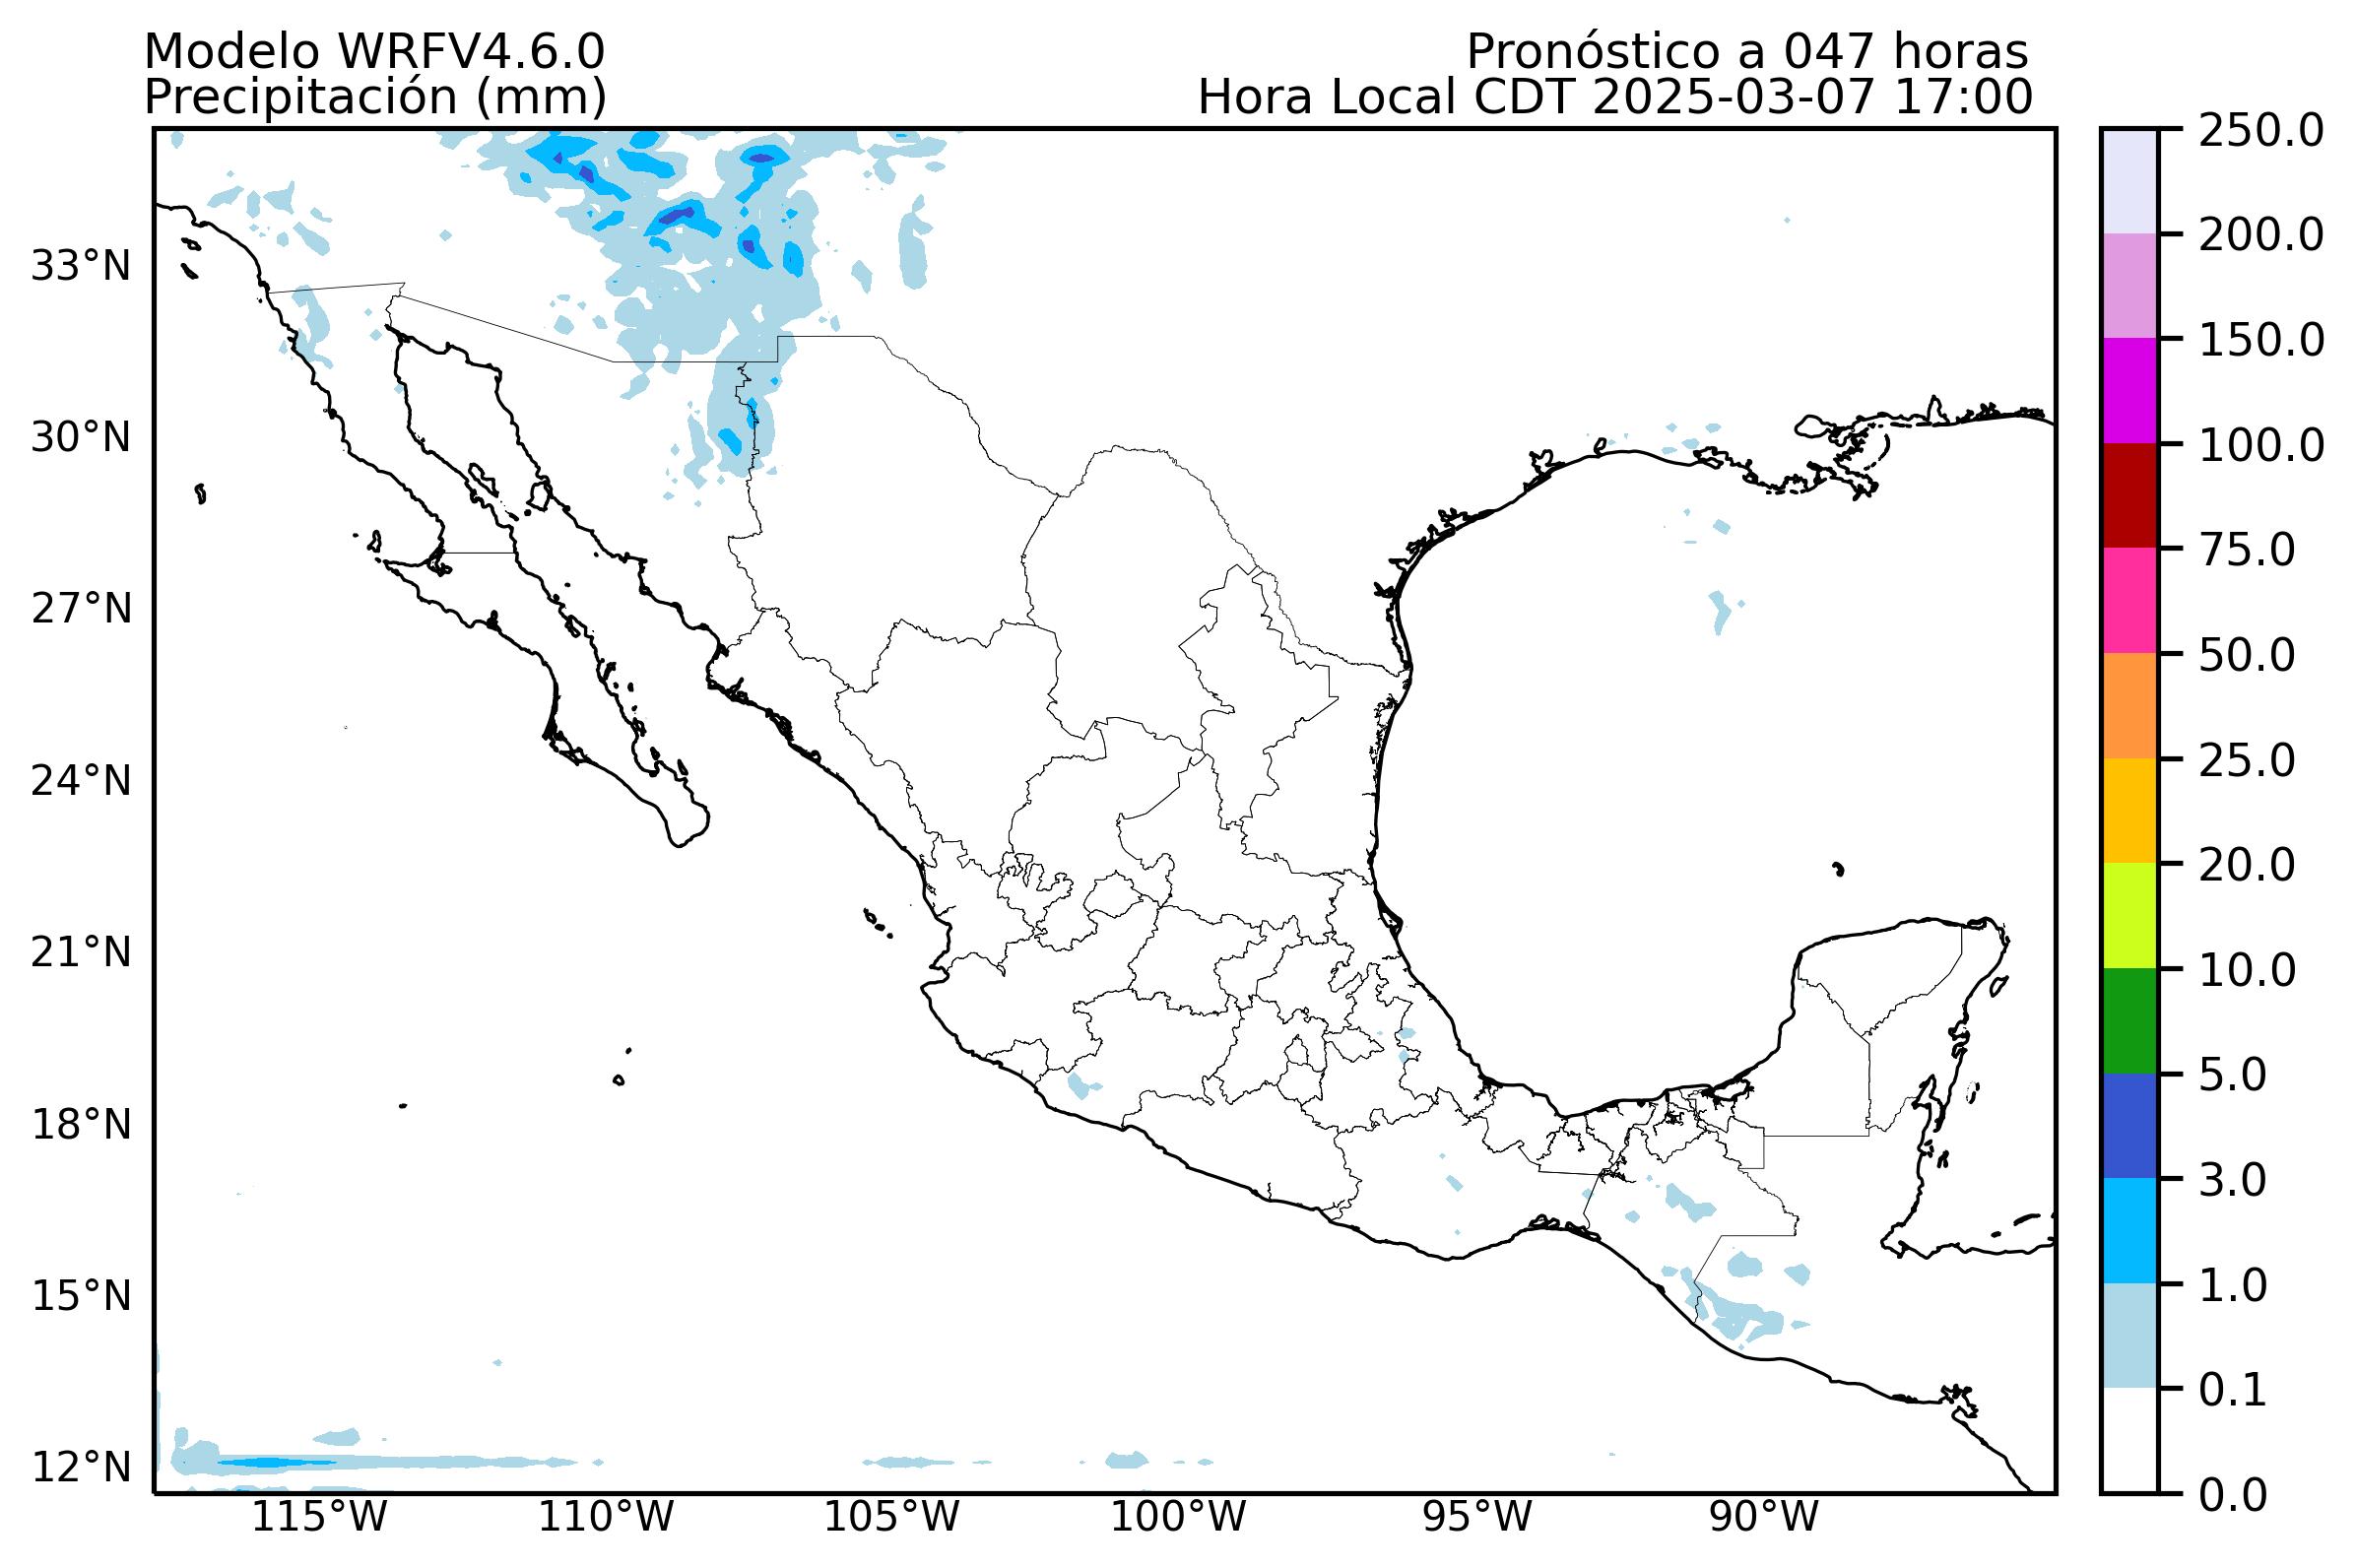 Modelo WRFV4.6.0
Pronóstico a 047 horas
Precipitación (mm)
Hora Local CDT 2025-03-07 17:00
33°N
30°N
27°N
24°N
21°N
18°N
15°N
12°N
115°W
110°W
105°W
100°W
95°W
90°W
250.0
200.0
150.0
100.0
75.0
50.0
25.0
20.0
10.0
5.0
3.0
1.0
0.1
0.0